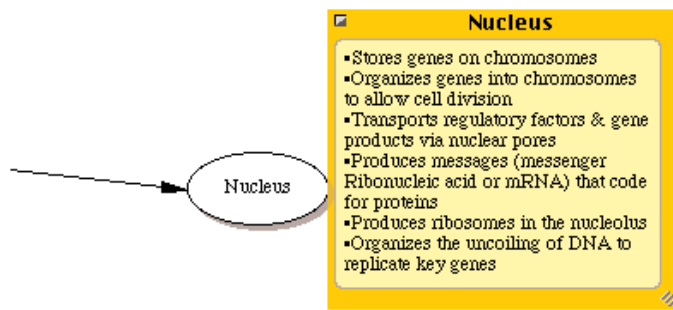 Nucleus
▪Stores genes on chromosomes
▪Organizes genes into chromosomes
to allow cell division
▪Transports regulatory factors & gene
products via nuclear pores
▪Produces messages (messenger
Ribonucleic acid or mRNA) that code
for proteins
▪Produces ribosomes in the nucleolus
▪Organizes the uncoiling of DNA to
replicate key genes
Nucleus